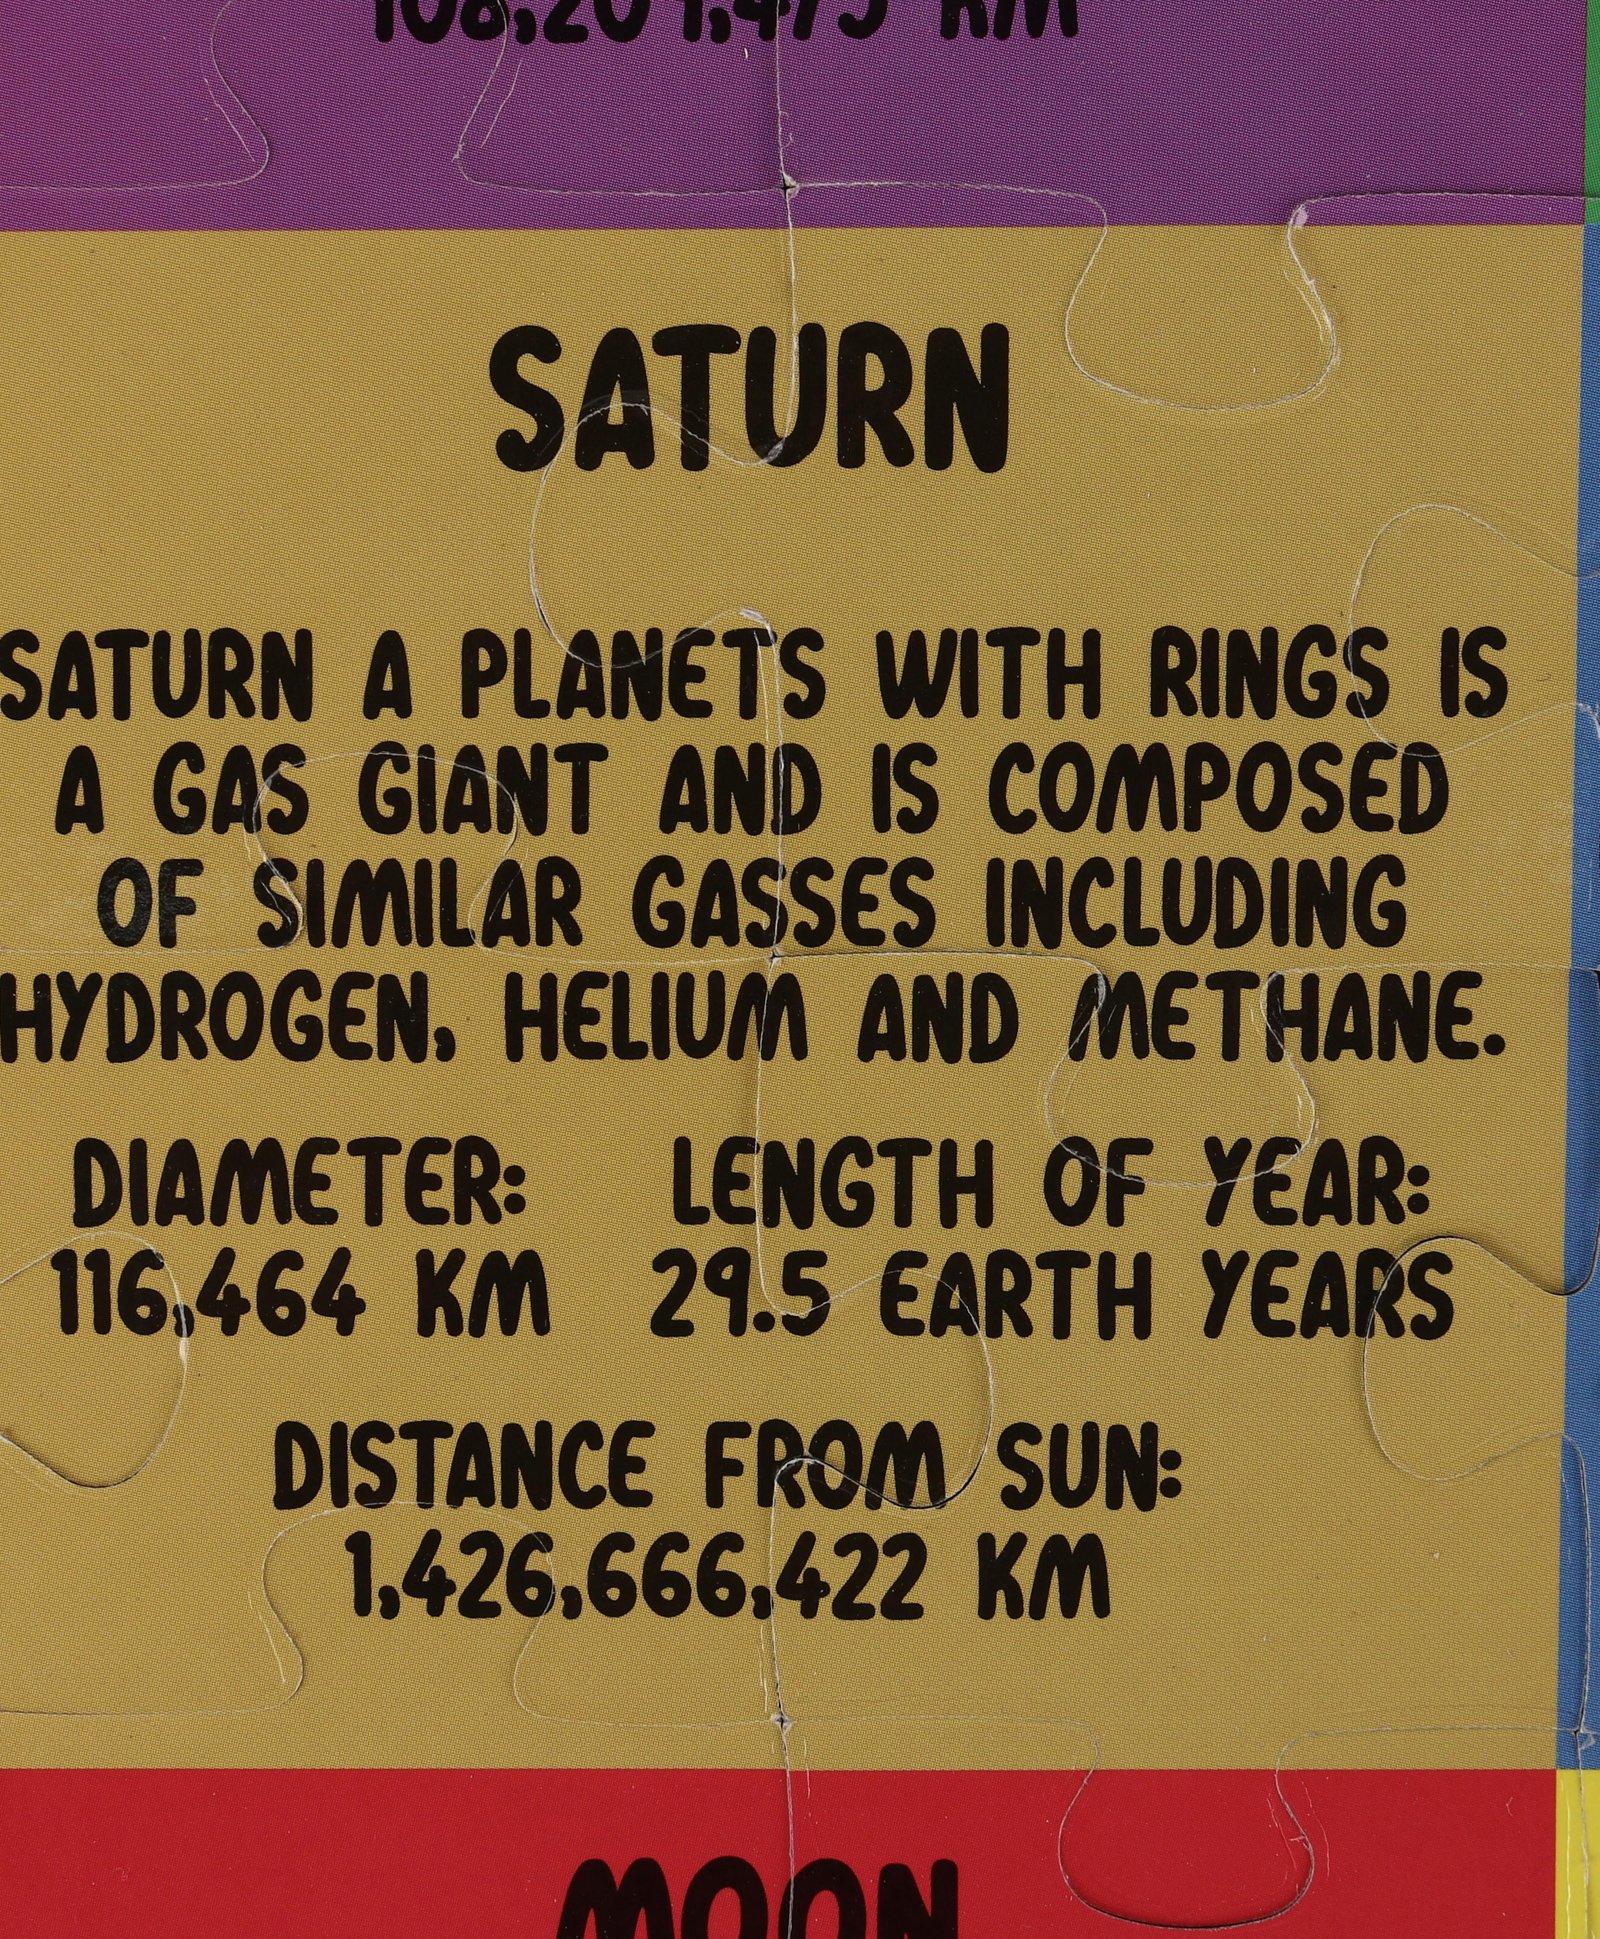 SATURN
SATURN A PLANETS WITH RINGS IS
A GAS GIANT AND IS COMPOSED
OF SIMILAR GASSES INCLUDING
HYDROGEN, HELIUM AND METHANE.
DIAMETER: LENGTH OF YEAR:
116,464 KM 29.5 EARTH YEARS
DISTANCE FROM SUN:
1,426,666,422 KM
MOON